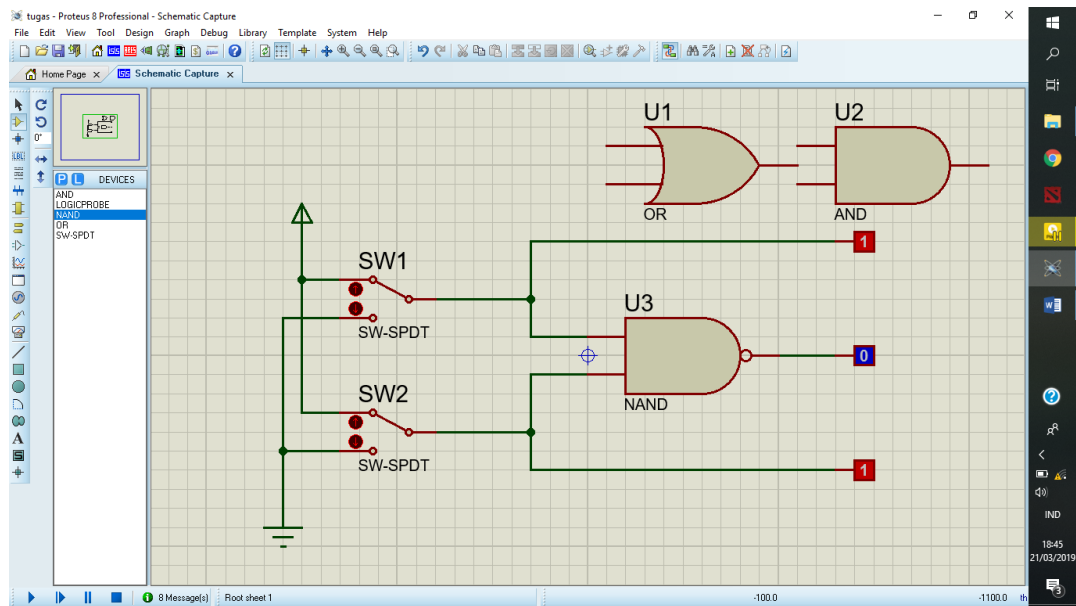 tugas - Proteus 8 Professional - Schematic Capture
File Edit View Tool Design Graph Debug Library Template System Help
Home Page
Schematic Capture
0°
P L DEVICES
AND
LOGICPROBE
NAND
OR
SW-SPDT
U1
OR
U2
AND
1
SW1
SW-SPDT
U3
NAND
0
SW2
SW-SPDT
1
8 Message(s) Root sheet 1 -100.0 -1100.0 th
IND
18:45
21/03/2019
3